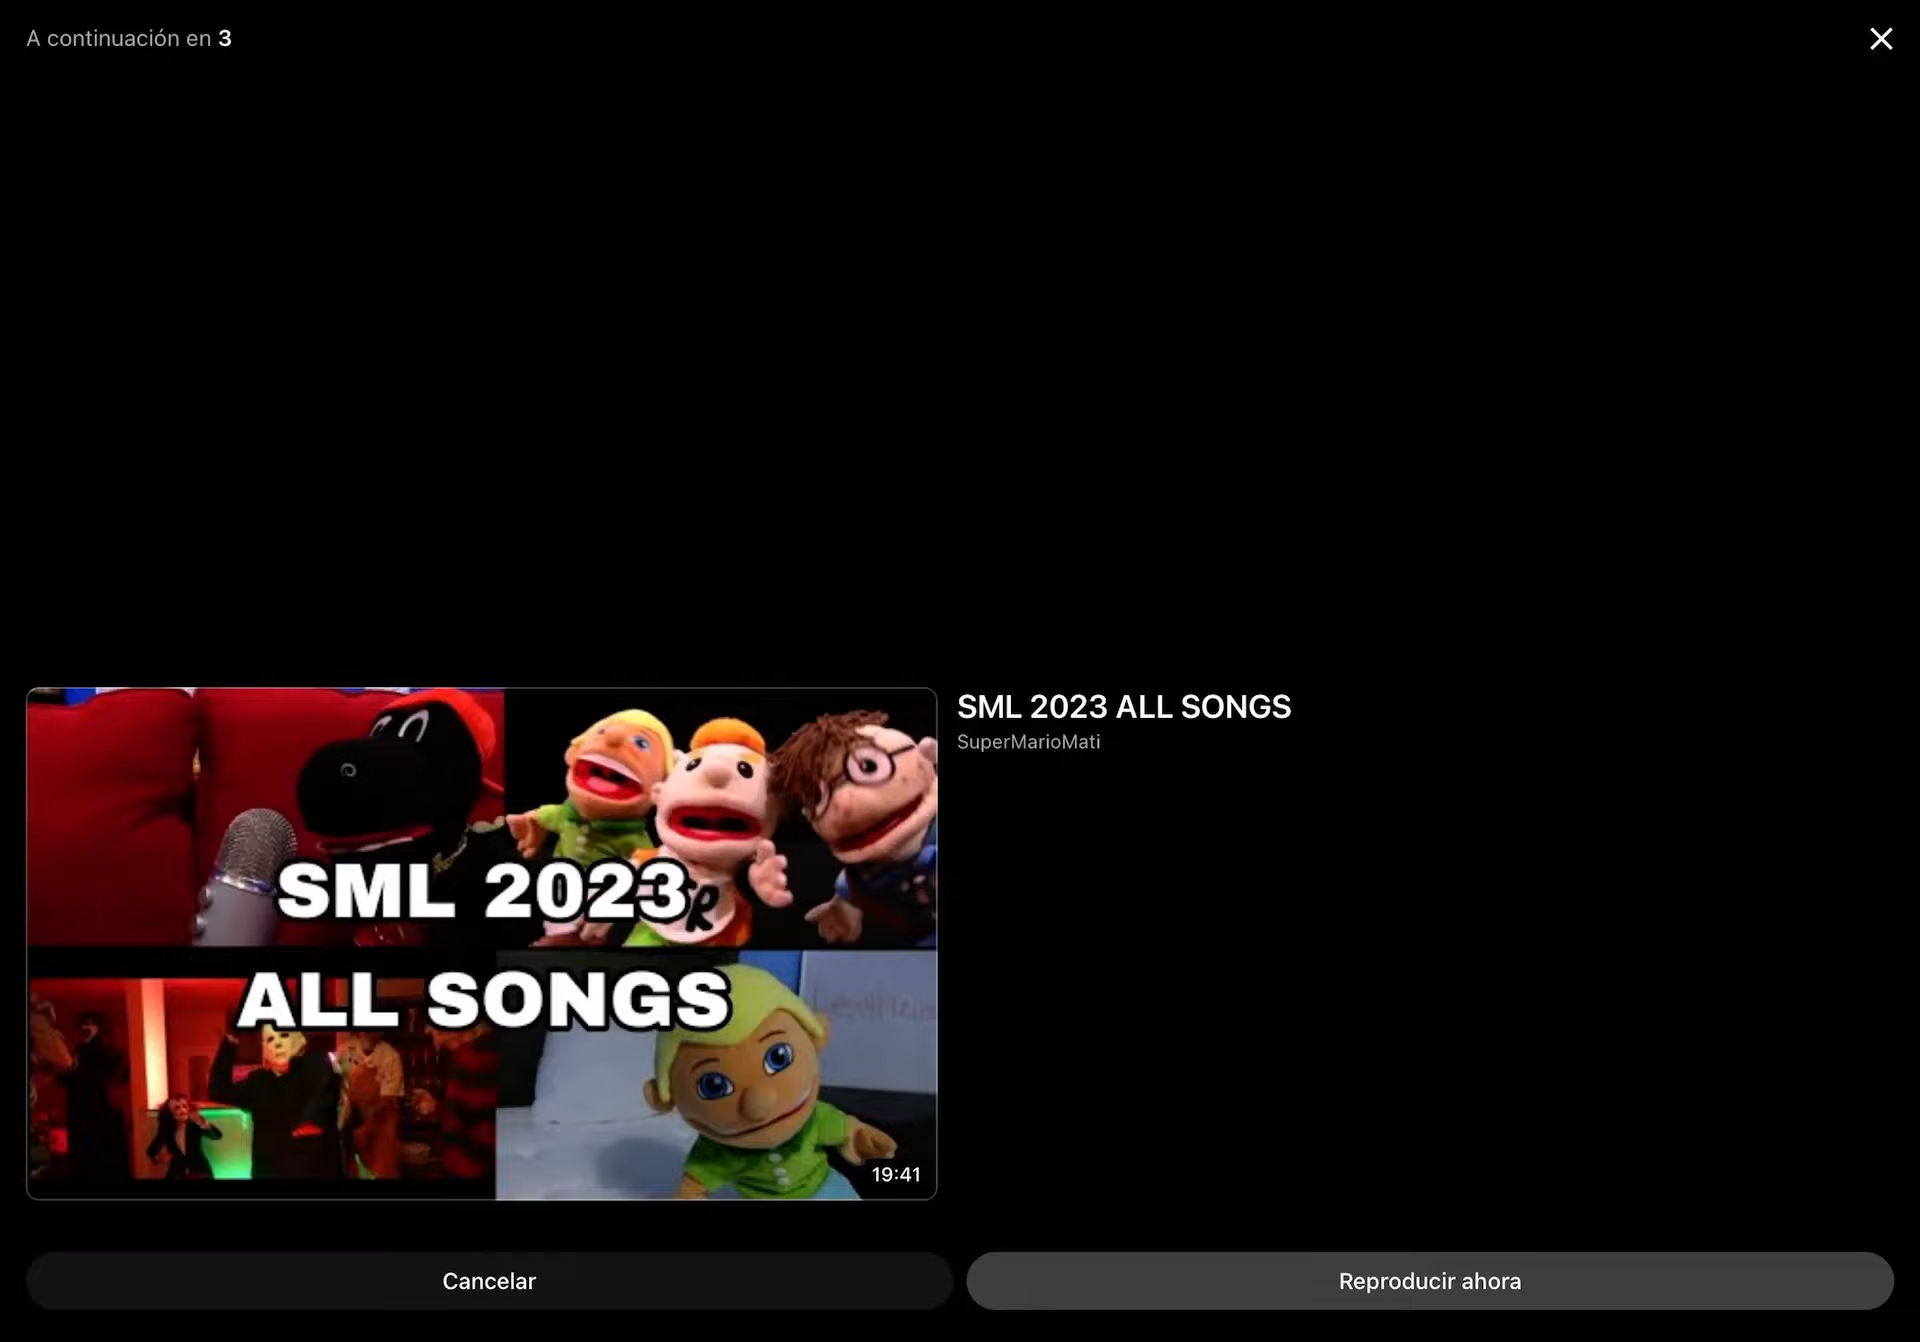 A continuación en 3
SML 2023
ALL SONGS
19:41
SML 2023 ALL SONGS
SuperMarioMati
Cancelar
Reproducir ahora